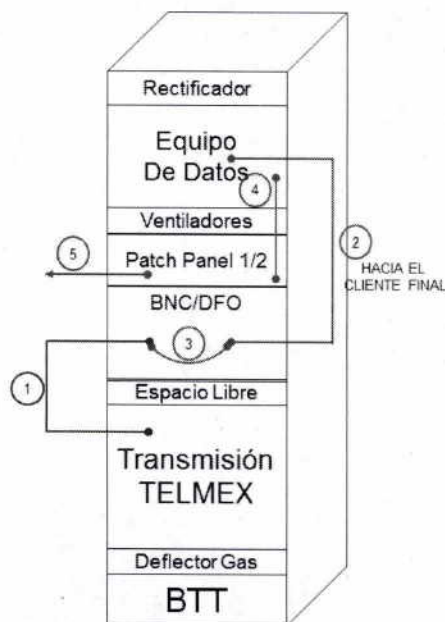 Rectificador
Equipo
De Datos
4
Ventiladores
5
Patch Panel 1/2
2
HACIA EL
CLIENTE FINAL
BNC/DFO
3
1
Espacio Libre
Transmisión
TELMEX
Deflector Gas
BTT